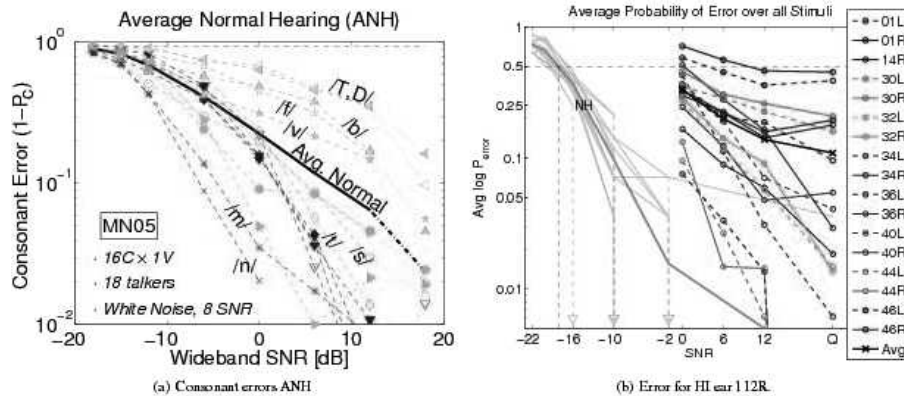 Average Normal Hearing (ANH)
Consonant Error (1−P_C)
10^0
10^-1
10^-2
/T,D/
/b/
/f/
/v/
Avg. Normal
/m/
/n/
/t/
/s/
MN05
16C × 1V
18 talkers
White Noise, 8 SNR
−20 −10 0 10 20
Wideband SNR [dB]
(a) Consonant errors ANH
Average Probability of Error over all Stimuli
Avg log P_error
1
0.5
0.25
0.1
0.05
0.01
NH
−22 −16 −10 −2 0 6 12 Q
SNR
01L
01R
14R
30L
30R
32L
32R
34L
34R
36L
36R
40L
40R
44L
44R
46L
46R
Avg
(b) Error for HI ear 112R.